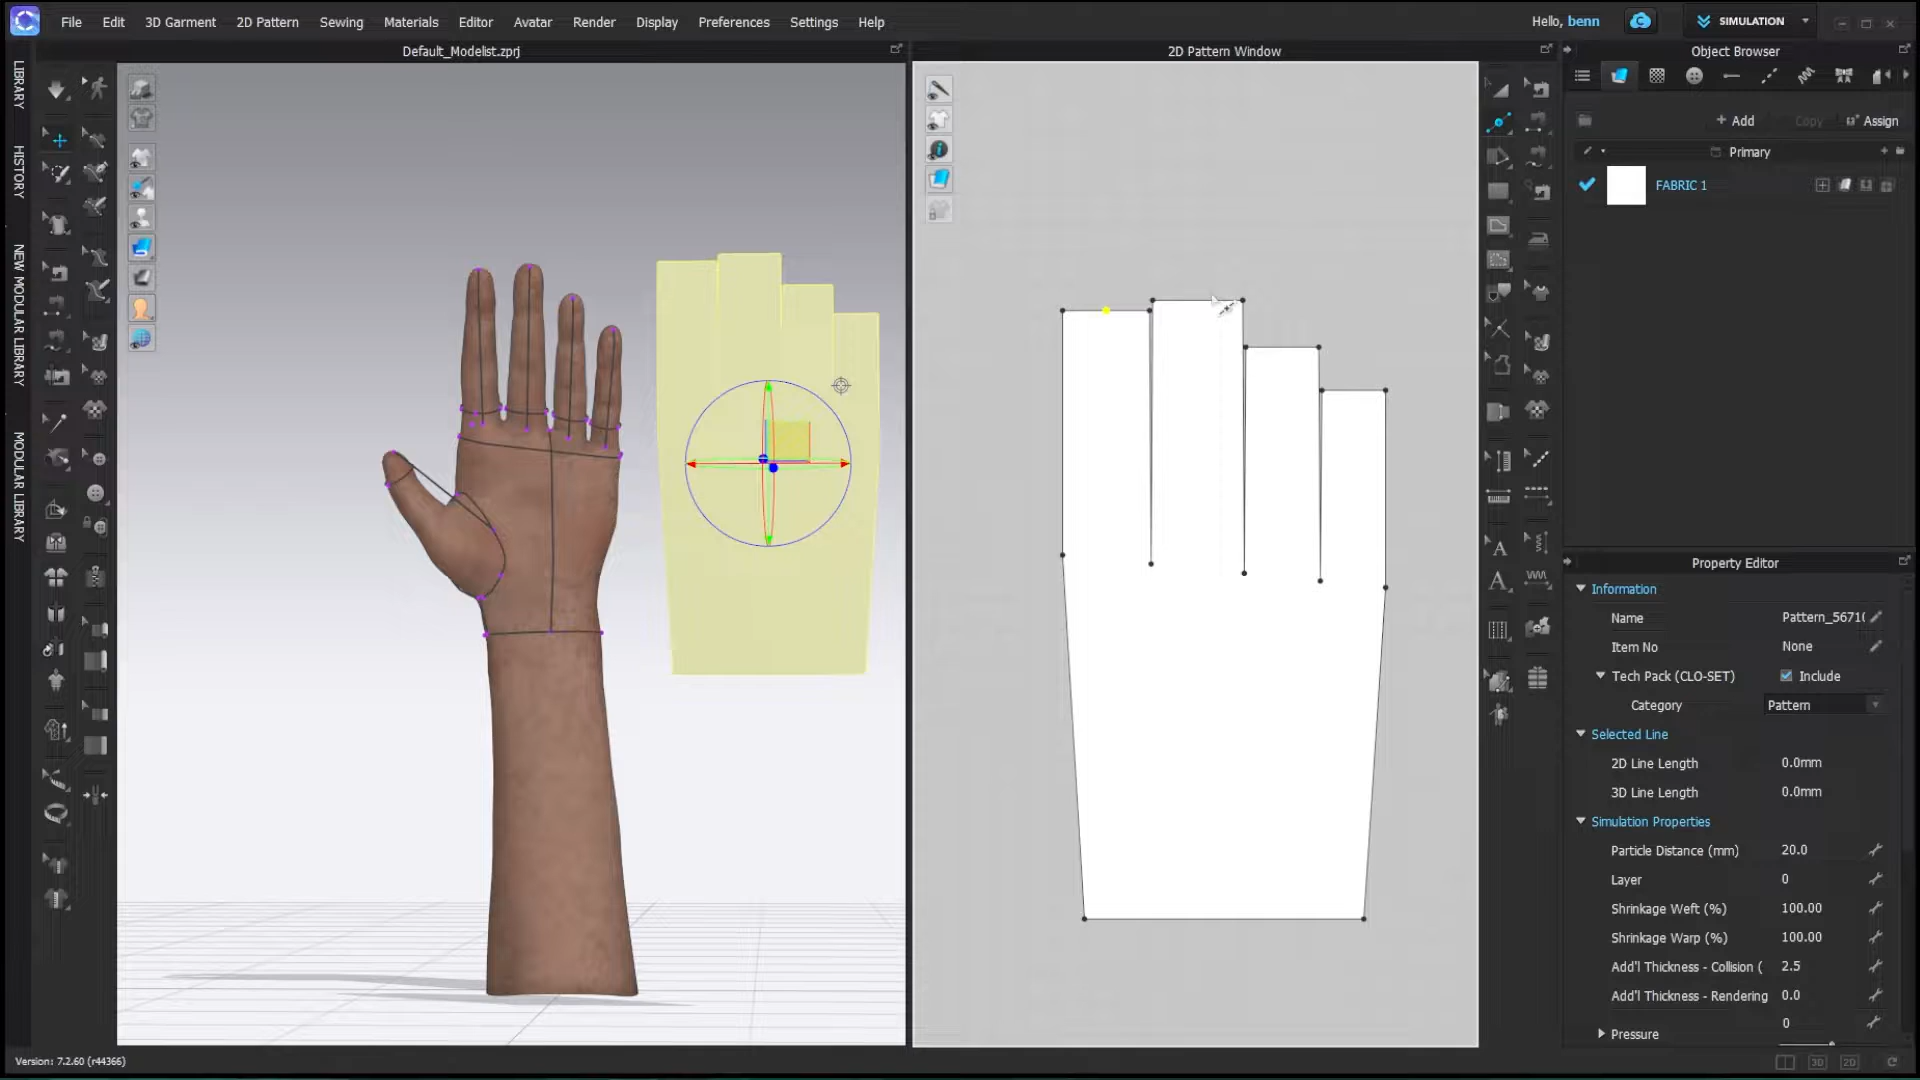 File Edit 3D Garment 2D Pattern Sewing Materials Editor Avatar Render Display Preferences Settings Help
Hello, benn
SIMULATION
Default_Modelist.zprj
2D Pattern Window
Object Browser
LIBRARY
HISTORY
NEW MODULAR LIBRARY
MODULAR LIBRARY
Add Copy Assign
Primary
FABRIC 1
Property Editor
Information
Name Pattern_5671(
Item No None
Tech Pack (CLO-SET) Include
Category Pattern
Selected Line
2D Line Length 0.0mm
3D Line Length 0.0mm
Simulation Properties
Particle Distance (mm) 20.0
Layer 0
Shrinkage Weft (%) 100.00
Shrinkage Warp (%) 100.00
Add'l Thickness - Collision ( 2.5
Add'l Thickness - Rendering 0.0
Pressure 0
Version: 7.2.60 (r44366)
3D 2D